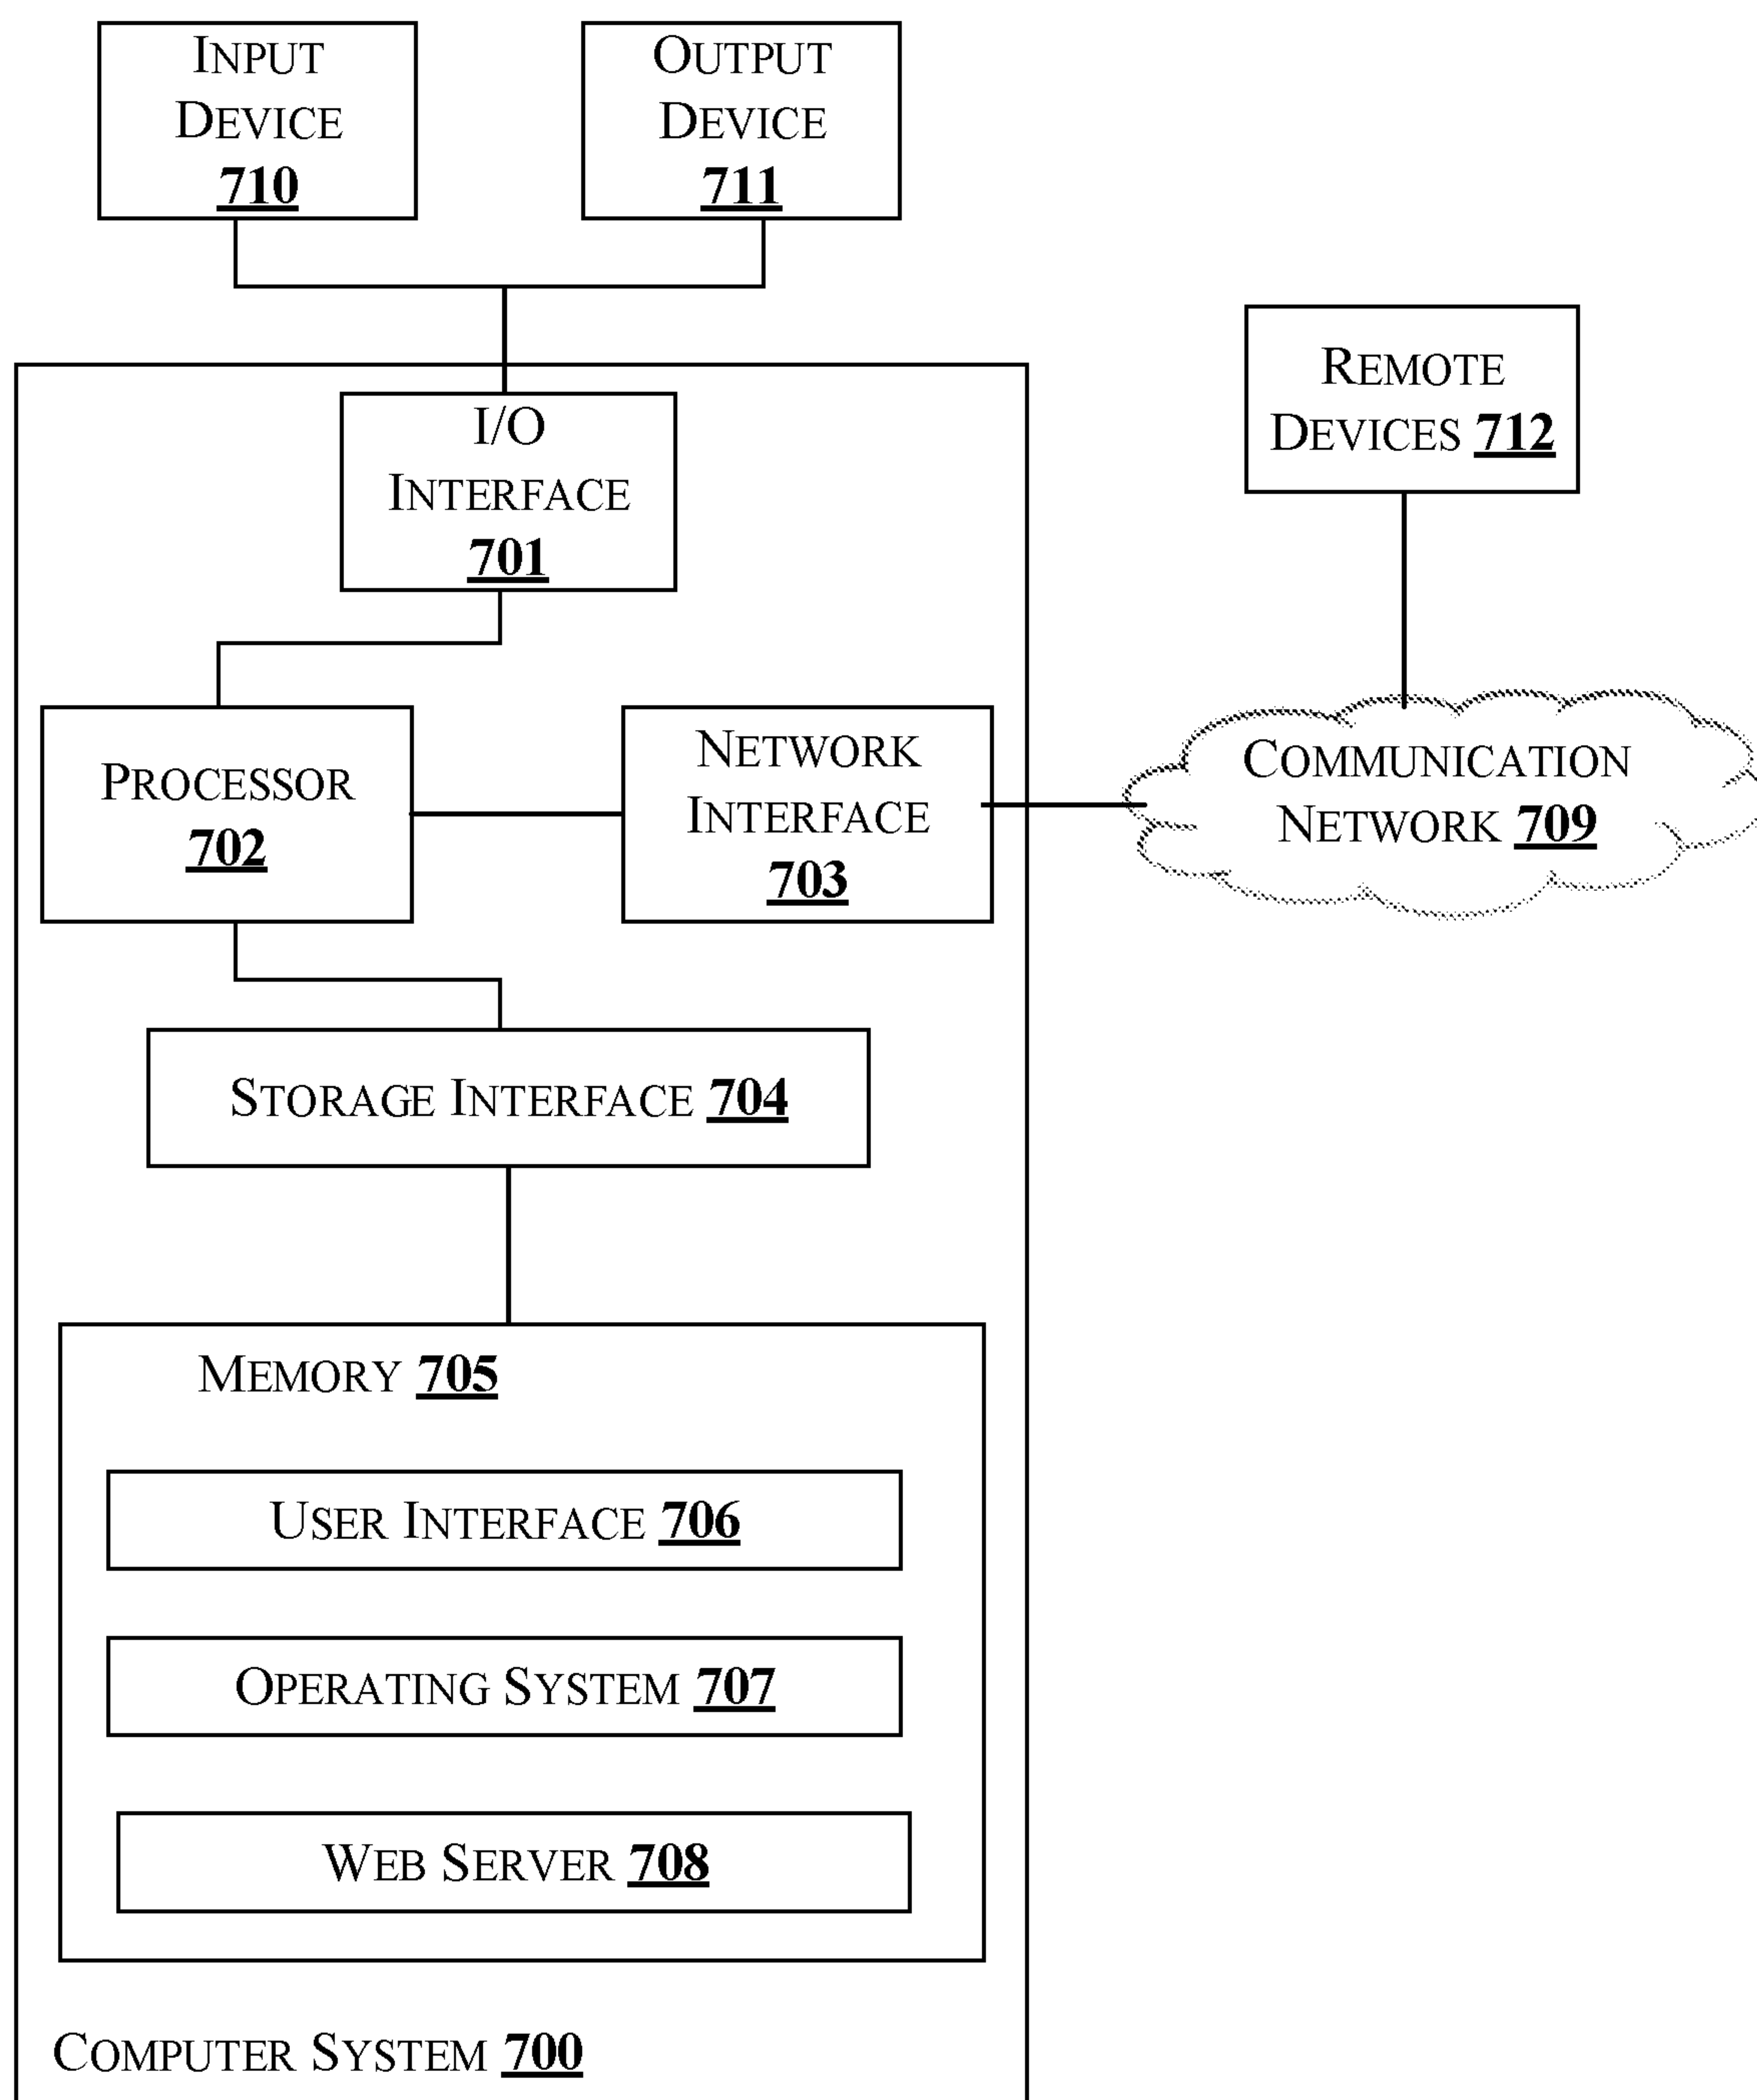 INPUT
DEVICE
710
OUTPUT
DEVICE
711
I/O
INTERFACE
701
REMOTE
DEVICES 712
PROCESSOR
702
NETWORK
INTERFACE
703
COMMUNICATION
NETWORK 709
STORAGE INTERFACE 704
MEMORY 705
USER INTERFACE 706
OPERATING SYSTEM 707
WEB SERVER 708
COMPUTER SYSTEM 700